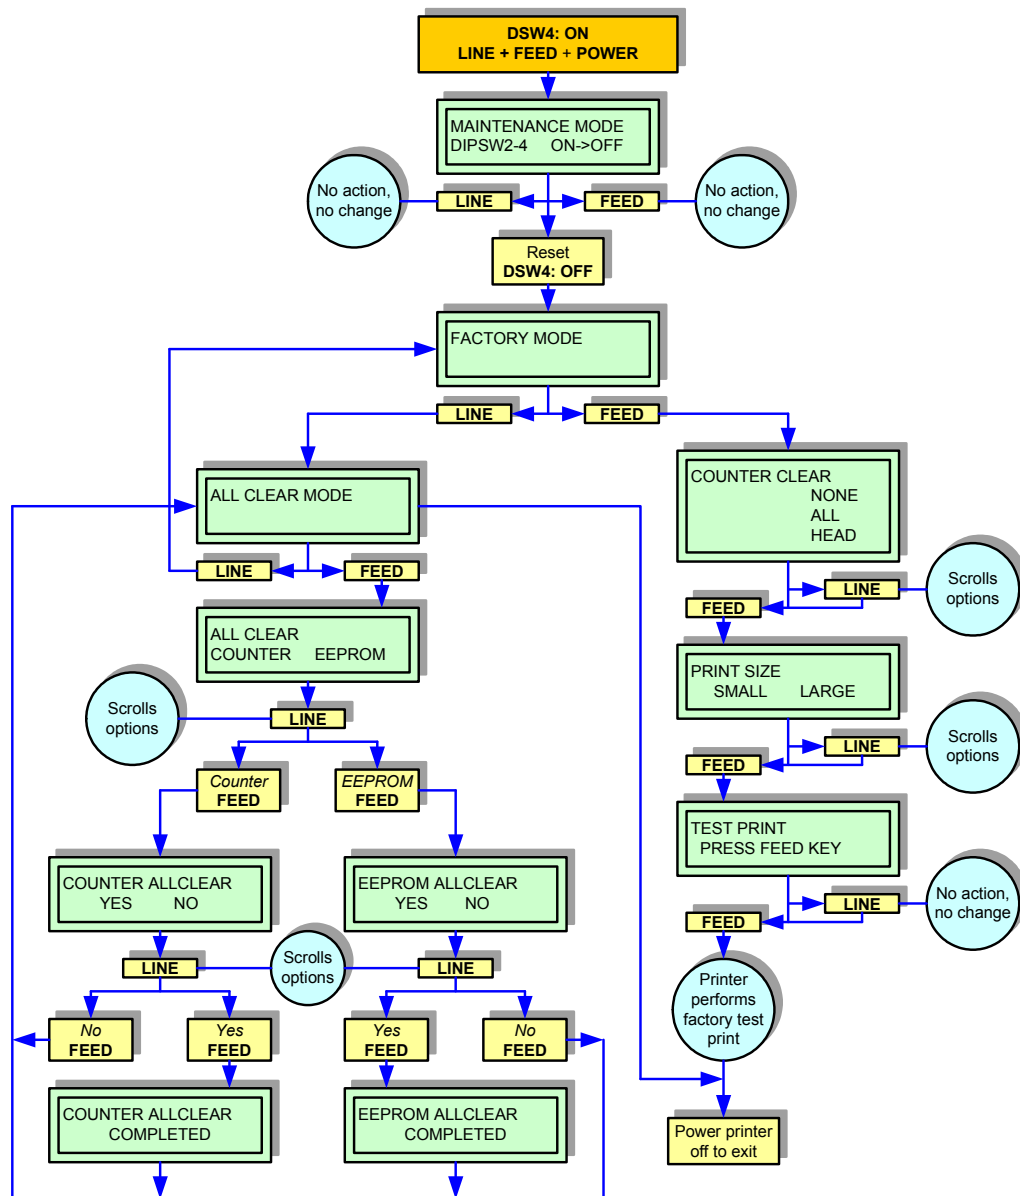 DSW4: ON
LINE + FEED + POWER
MAINTENANCE MODE
DIPSW2-4 ON->OFF
No action,
no change
LINE
FEED
No action,
no change
Reset
DSW4: OFF
FACTORY MODE
LINE
FEED
ALL CLEAR MODE
LINE
FEED
COUNTER CLEAR
NONE
ALL
HEAD
LINE
Scrolls
options
FEED
ALL CLEAR
COUNTER EEPROM
PRINT SIZE
SMALL LARGE
Scrolls
options
LINE
LINE
Scrolls
options
FEED
Counter
FEED
EEPROM
FEED
TEST PRINT
PRESS FEED KEY
LINE
No action,
no change
FEED
COUNTER ALLCLEAR
YES NO
EEPROM ALLCLEAR
YES NO
LINE
Scrolls
options
LINE
Printer
performs
factory test
print
No
FEED
Yes
FEED
Yes
FEED
No
FEED
COUNTER ALLCLEAR
COMPLETED
EEPROM ALLCLEAR
COMPLETED
Power printer
off to exit